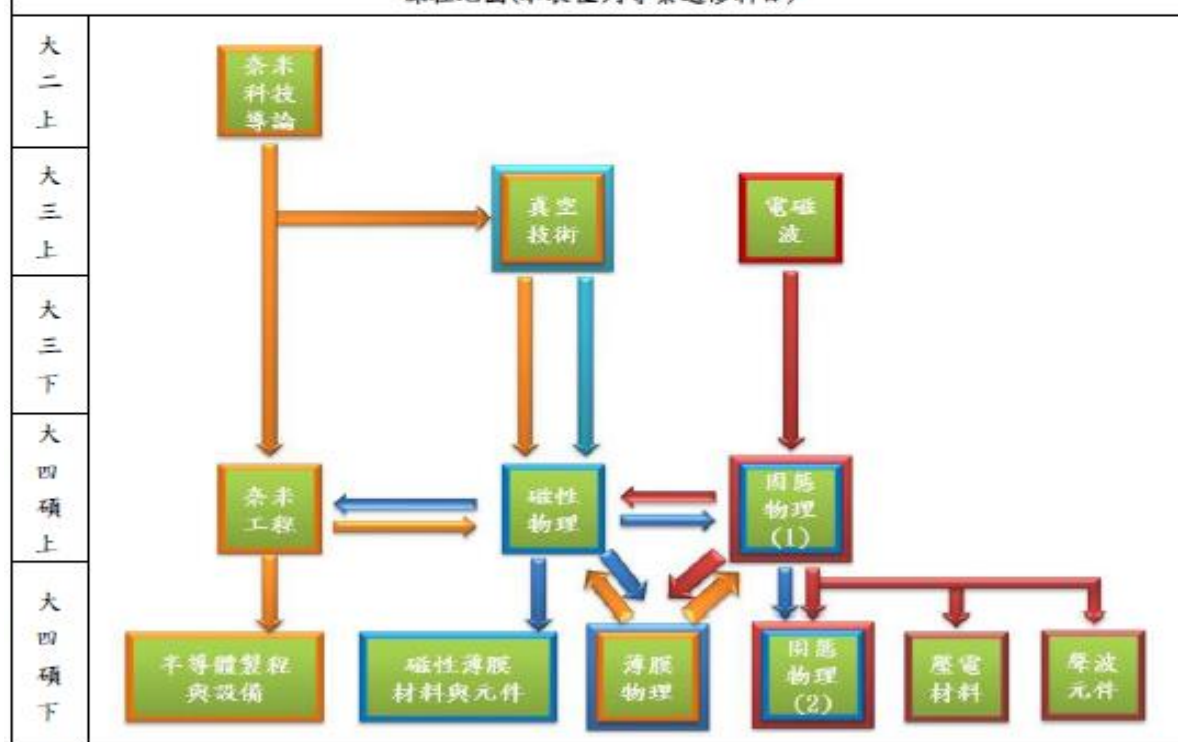 大
二
上
奈米
科技
導論
大
三
上
真空
技術
電磁
波
大
三
下
大
四
碩
上
奈米
工程
磁性
物理
固態
物理
(1)
大
四
碩
下
半導體製程
與設備
磁性薄膜
材料與元件
薄膜
物理
固態
物理
(2)
壓電
材料
聲波
元件